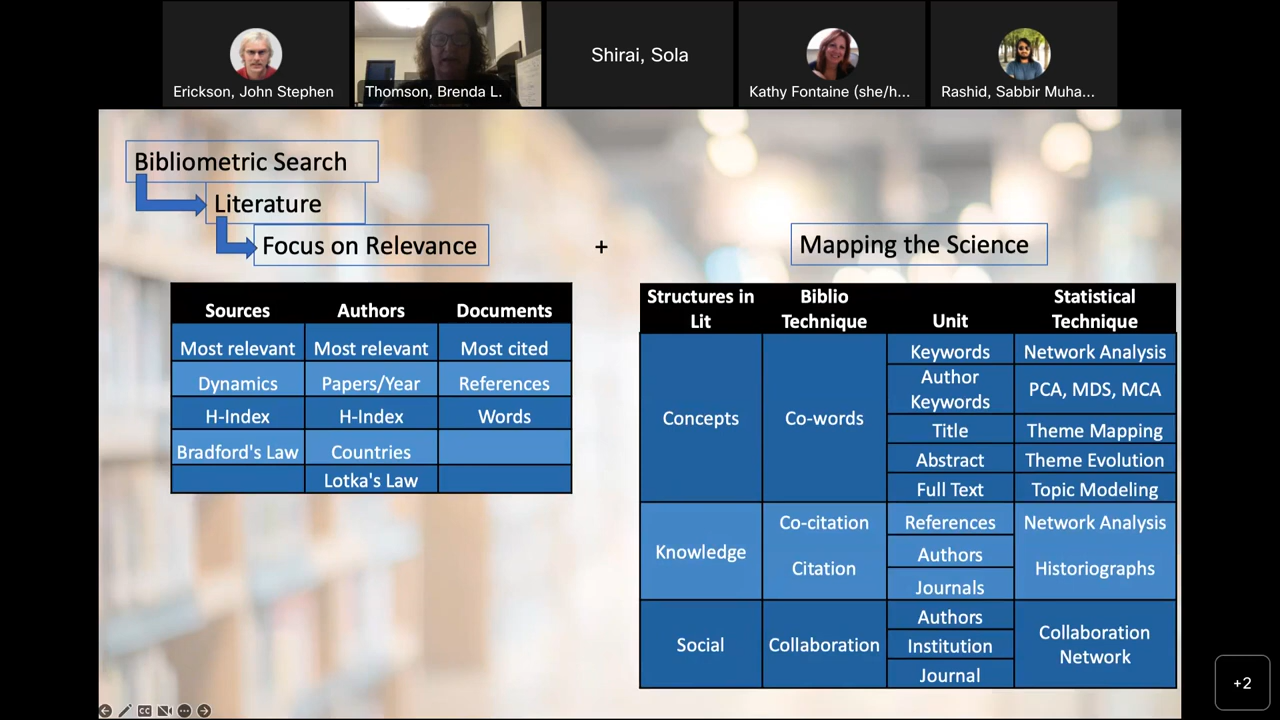 Erickson, John Stephen
Thomson, Brenda L.
Shirai, Sola
Kathy Fontaine (she/h...
Rashid, Sabbir Muha...
Bibliometric Search
Literature
Focus on Relevance
+
Mapping the Science
Sources Authors Documents
Most relevant Most relevant Most cited
Dynamics Papers/Year References
H-Index H-Index Words
Bradford's Law Countries
Lotka's Law
Structures in Lit Biblio Technique Unit Statistical Technique
Concepts Co-words Keywords Network Analysis
Author Keywords PCA, MDS, MCA
Title Theme Mapping
Abstract Theme Evolution
Full Text Topic Modeling
Knowledge Co-citation References Network Analysis
Citation Authors Historiographs
Journals
Social Collaboration Authors Collaboration Network
Institution
Journal
CC
+2